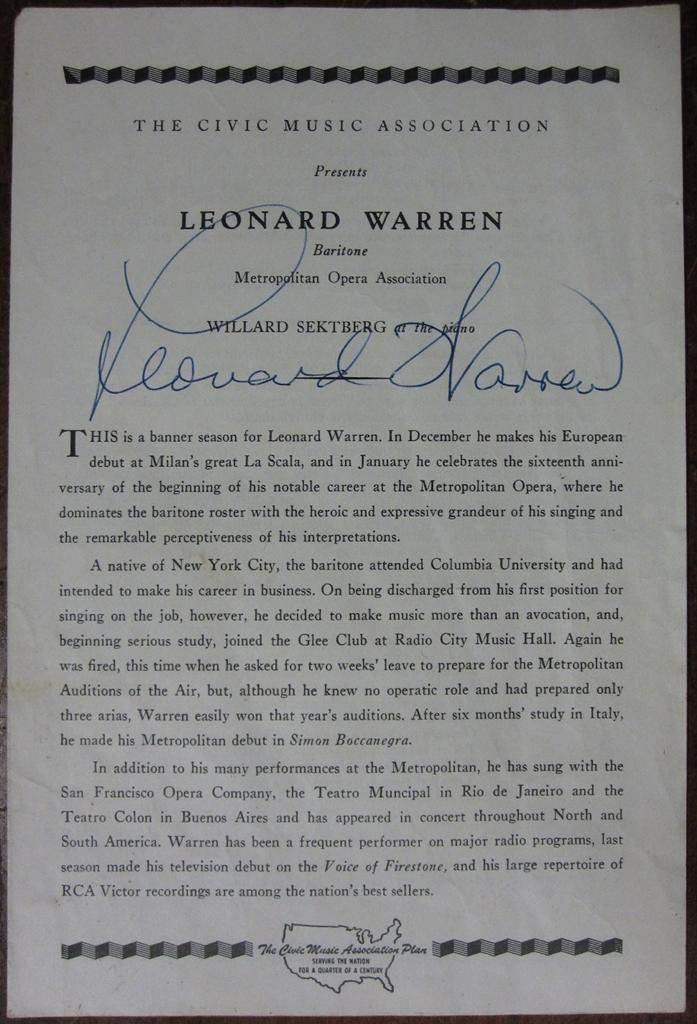 THE CIVIC MUSIC ASSOCIATION
Presents
LEONARD WARREN
Baritone
Metropolitan Opera Association
WILLARD SEKTBERG at the piano
Leonard Warren
THIS is a banner season for Leonard Warren. In December he makes his European
debut at Milan's great La Scala, and in January he celebrates the sixteenth anni-
versary of the beginning of his notable career at the Metropolitan Opera, where he
dominates the baritone roster with the heroic and expressive grandeur of his singing and
the remarkable perceptiveness of his interpretations.
A native of New York City, the baritone attended Columbia University and had
intended to make his career in business. On being discharged from his first position for
singing on the job, however, he decided to make music more than an avocation, and,
beginning serious study, joined the Glee Club at Radio City Music Hall. Again he
was fired, this time when he asked for two weeks' leave to prepare for the Metropolitan
Auditions of the Air, but, although he knew no operatic role and had prepared only
three arias, Warren easily won that year's auditions. After six months' study in Italy,
he made his Metropolitan debut in Simon Boccanegra.
In addition to his many performances at the Metropolitan, he has sung with the
San Francisco Opera Company, the Teatro Muncipal in Rio de Janeiro and the
Teatro Colon in Buenos Aires and has appeared in concert throughout North and
South America. Warren has been a frequent performer on major radio programs, last
season made his television debut on the Voice of Firestone, and his large repertoire of
RCA Victor recordings are among the nation's best sellers.
The Civic Music Association Plan
SERVING THE NATION
FOR A QUARTER OF A CENTURY